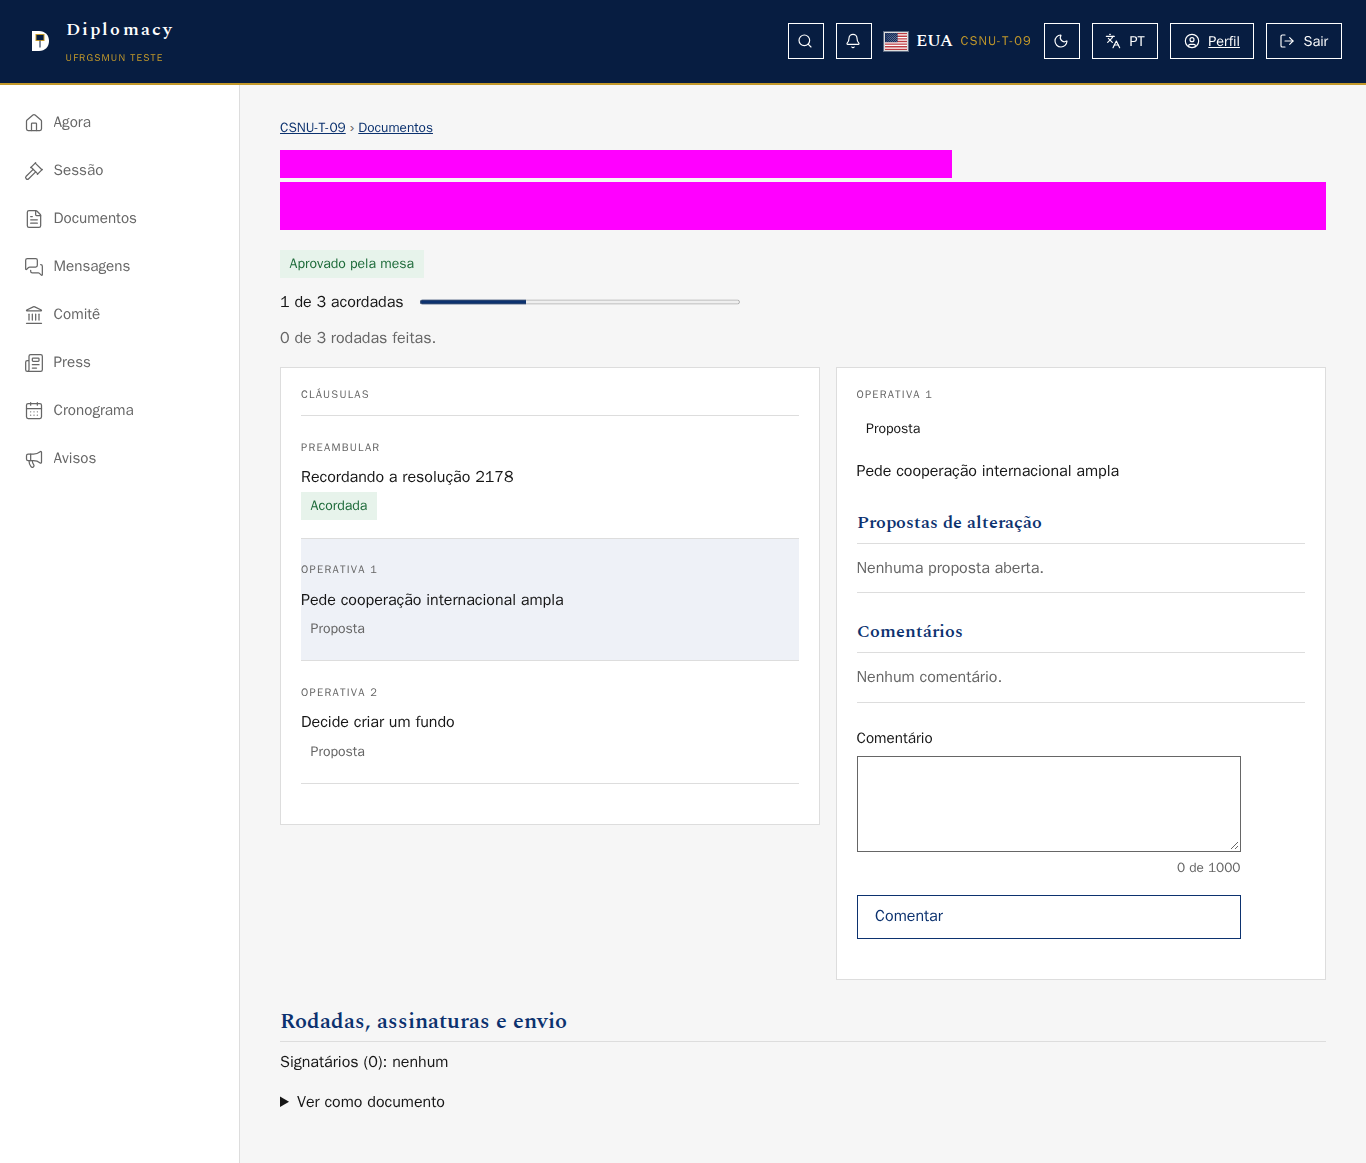 Diplomacy
UFRGSMUN TESTE
EUA CSNU-T-09
PT
Perfil
Sair
Agora
Sessão
Documentos
Mensagens
Comitê
Press
Cronograma
Avisos
CSNU-T-09 › Documentos
Aprovado pela mesa
1 de 3 acordadas
0 de 3 rodadas feitas.
CLÁUSULAS
PREAMBULAR
Recordando a resolução 2178
Acordada
OPERATIVA 1
Pede cooperação internacional ampla
Proposta
OPERATIVA 2
Decide criar um fundo
Proposta
OPERATIVA 1
Proposta
Pede cooperação internacional ampla
Propostas de alteração
Nenhuma proposta aberta.
Comentários
Nenhum comentário.
Comentário
0 de 1000
Comentar
Rodadas, assinaturas e envio
Signatários (0): nenhum
Ver como documento